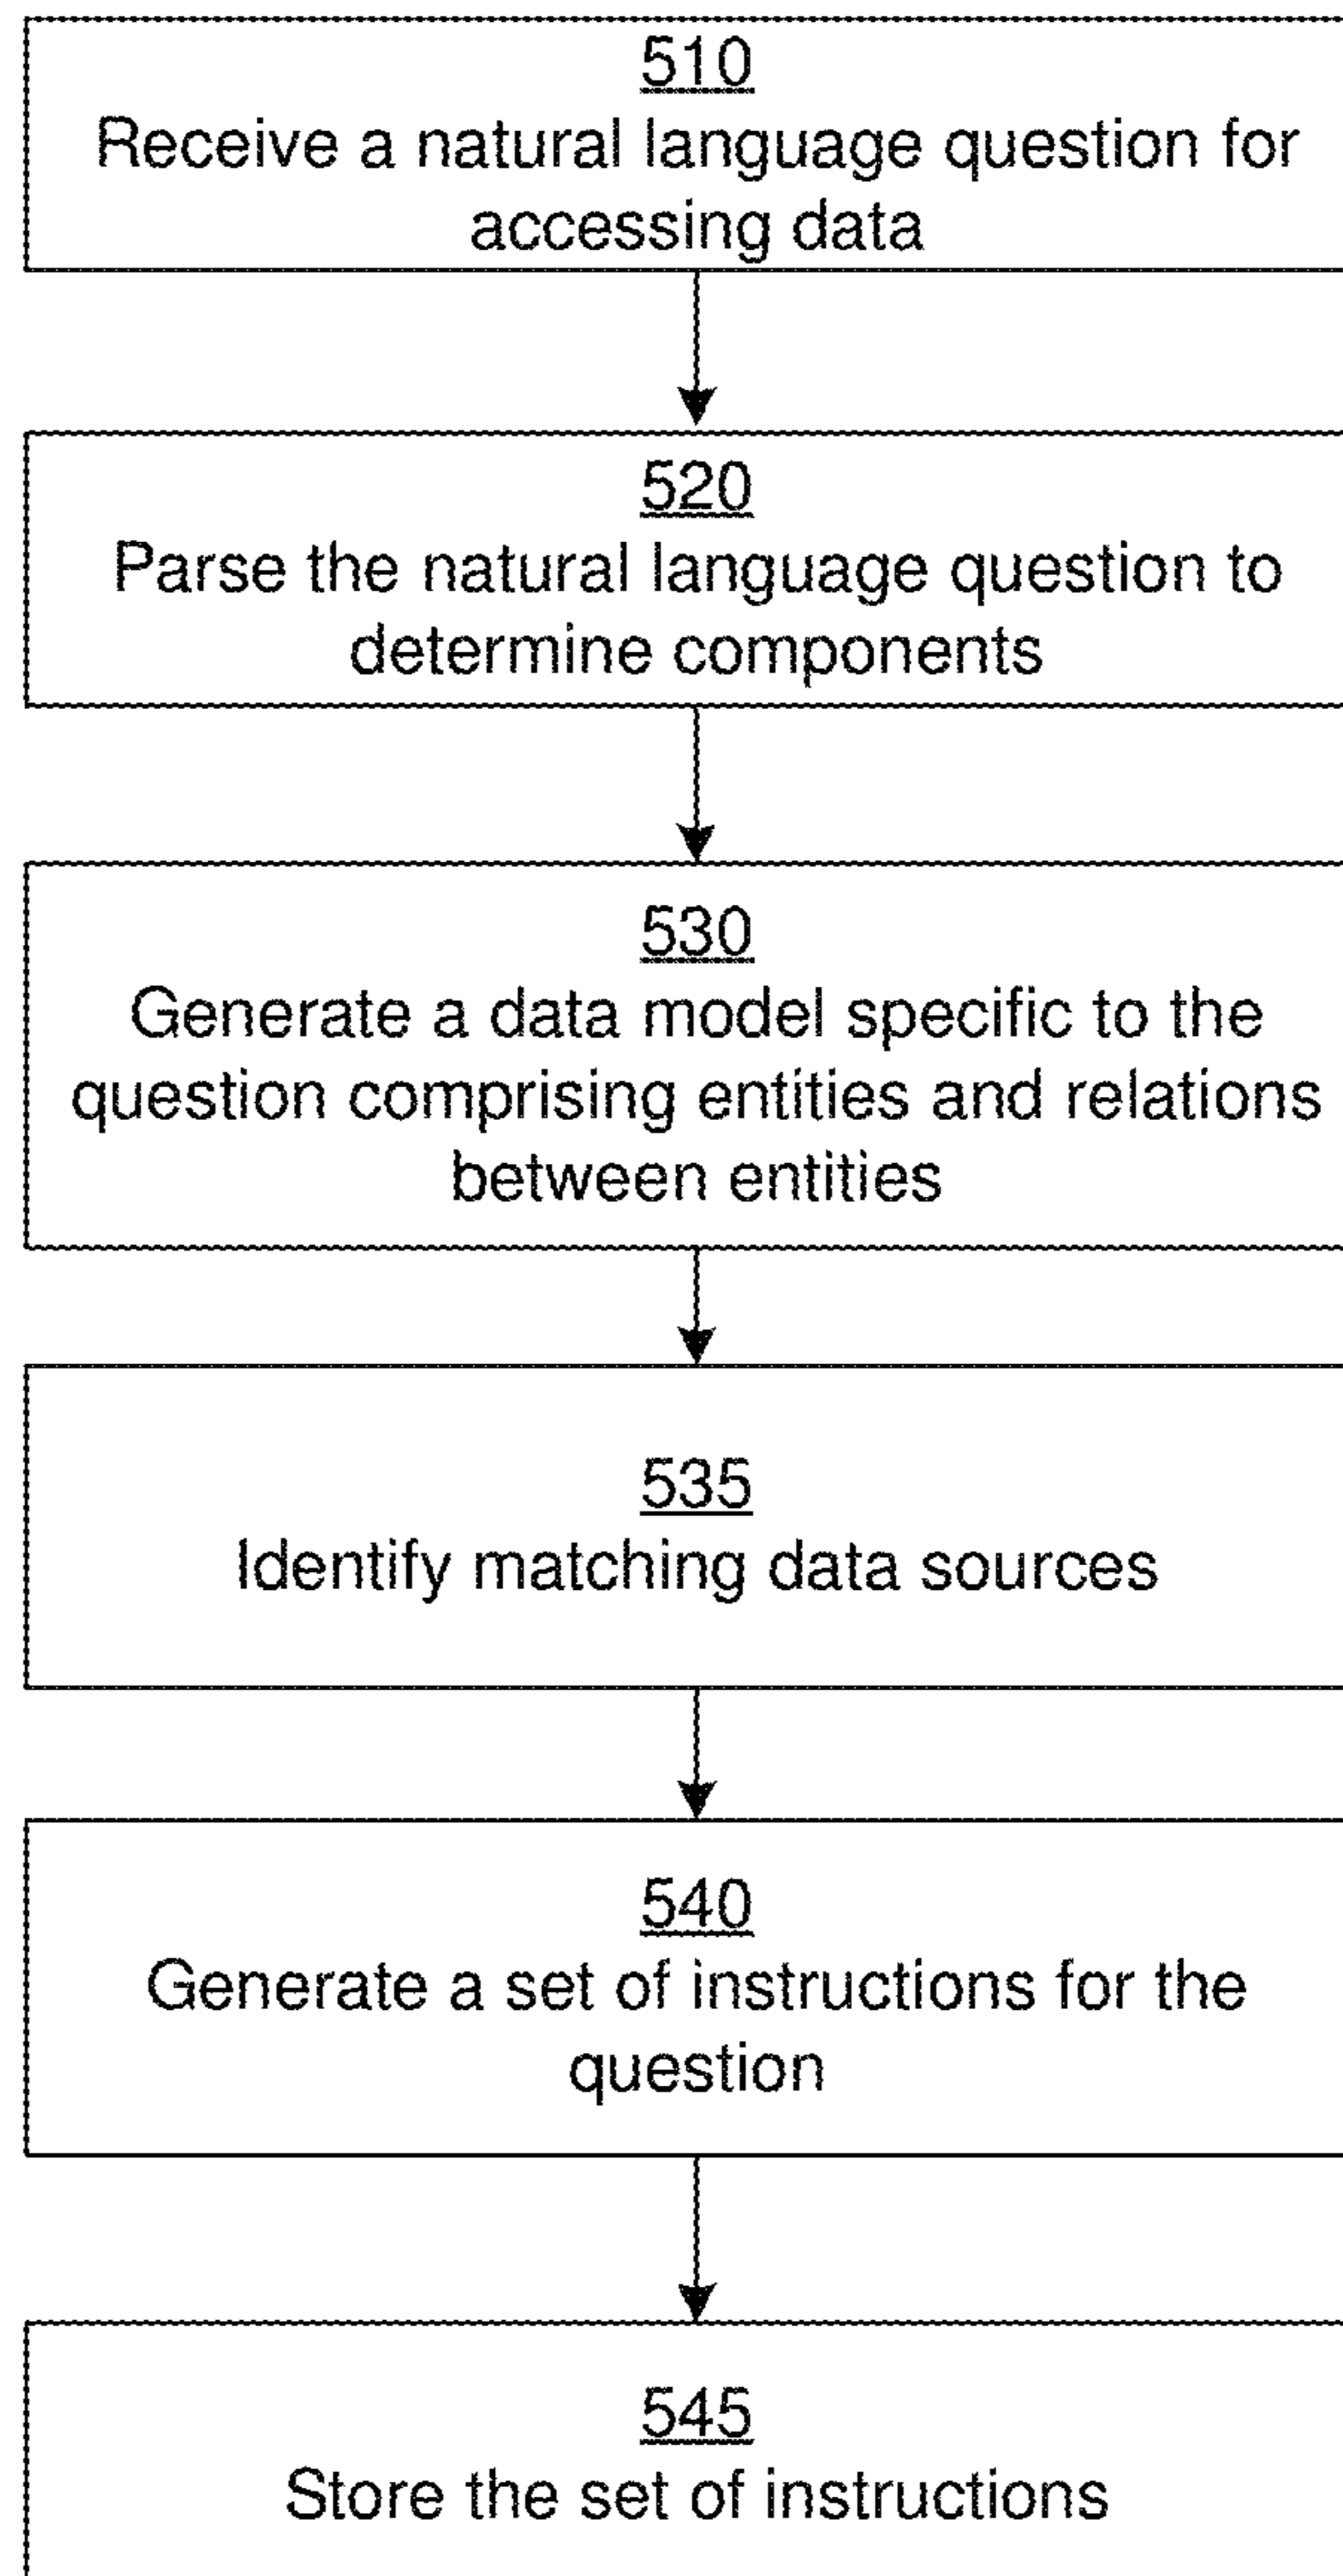 510
Receive a natural language question for
accessing data
520
Parse the natural language question to
determine components
530
Generate a data model specific to the
question comprising entities and relations
between entities
535
Identify matching data sources
540
Generate a set of instructions for the
question
545
Store the set of instructions